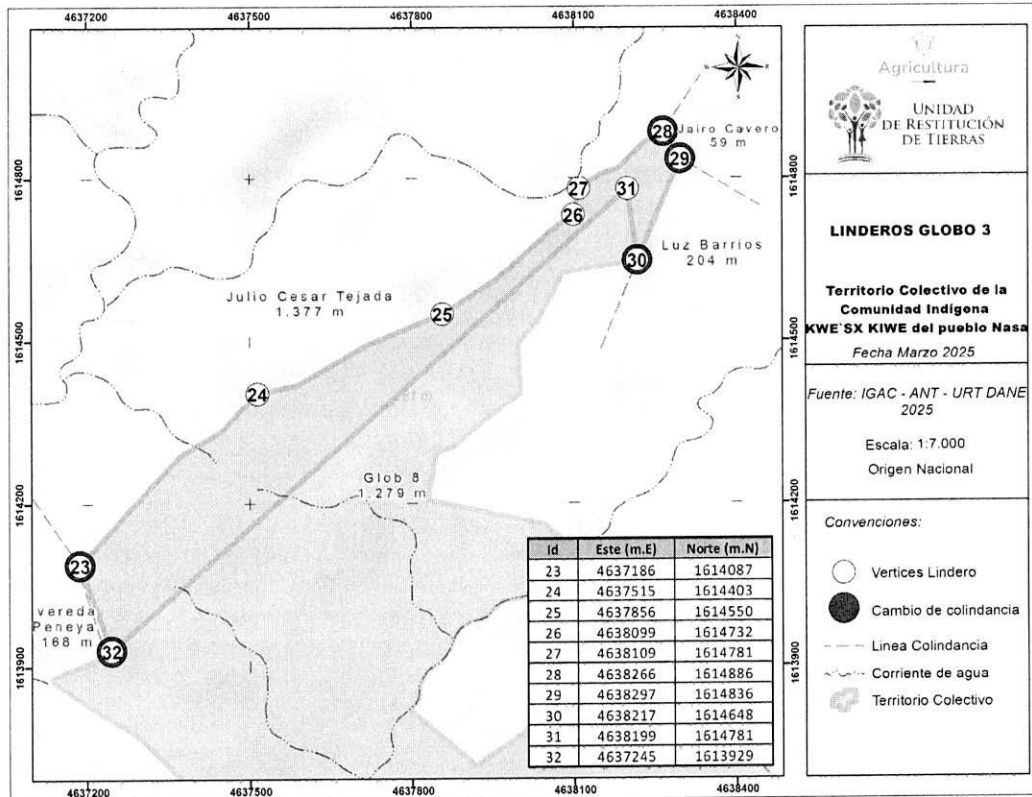 4637200 4637500 4637800 4638100 4638400
1614800
1614500
1614200
1613900
N
28
Jairo Cavero
59 m
29
27
31
26
30
Luz Barrios
204 m
Julio Cesar Tejada
1.377 m
25
24
Glob 8
1.279 m
23
vereda
Peneya
168 m
32
Id Este (m.E) Norte (m.N)
23 4637186 1614087
24 4637515 1614403
25 4637856 1614550
26 4638099 1614732
27 4638109 1614781
28 4638266 1614886
29 4638297 1614836
30 4638217 1614648
31 4638199 1614781
32 4637245 1613929
1614800
1614500
1614200
1613900
4637200 4637500 4637800 4638100 4638400
Agricultura
UNIDAD
DE RESTITUCIÓN
DE TIERRAS
LINDEROS GLOBO 3
Territorio Colectivo de la
Comunidad Indígena
KWE`SX KIWE del pueblo Nasa
Fecha Marzo 2025
Fuente: IGAC - ANT - URT DANE
2025
Escala: 1:7.000
Origen Nacional
Convenciones:
Vertices Lindero
Cambio de colindancia
Linea Colindancia
Corriente de agua
Territorio Colectivo